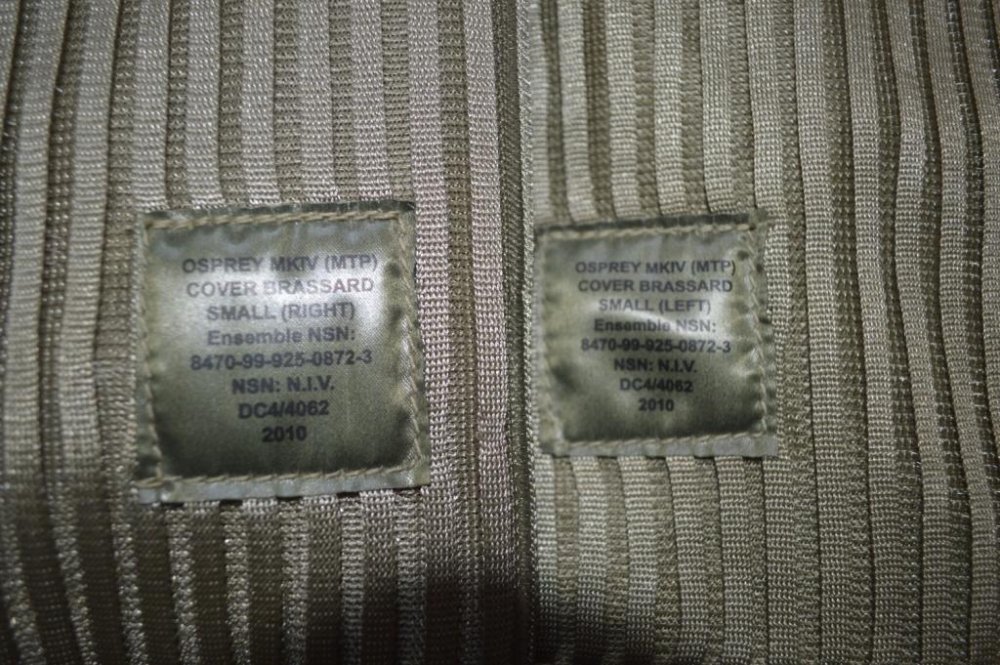 OSPREY MKIV (MTP)
COVER BRASSARD
SMALL (RIGHT)
Ensemble NSN:
8470-99-925-0872-3
NSN: N.I.V.
DC4/4062
2010
OSPREY MKIV (MTP)
COVER BRASSARD
SMALL (LEFT)
Ensemble NSN:
8470-99-925-0872-3
NSN: N.I.V.
DC4/4062
2010